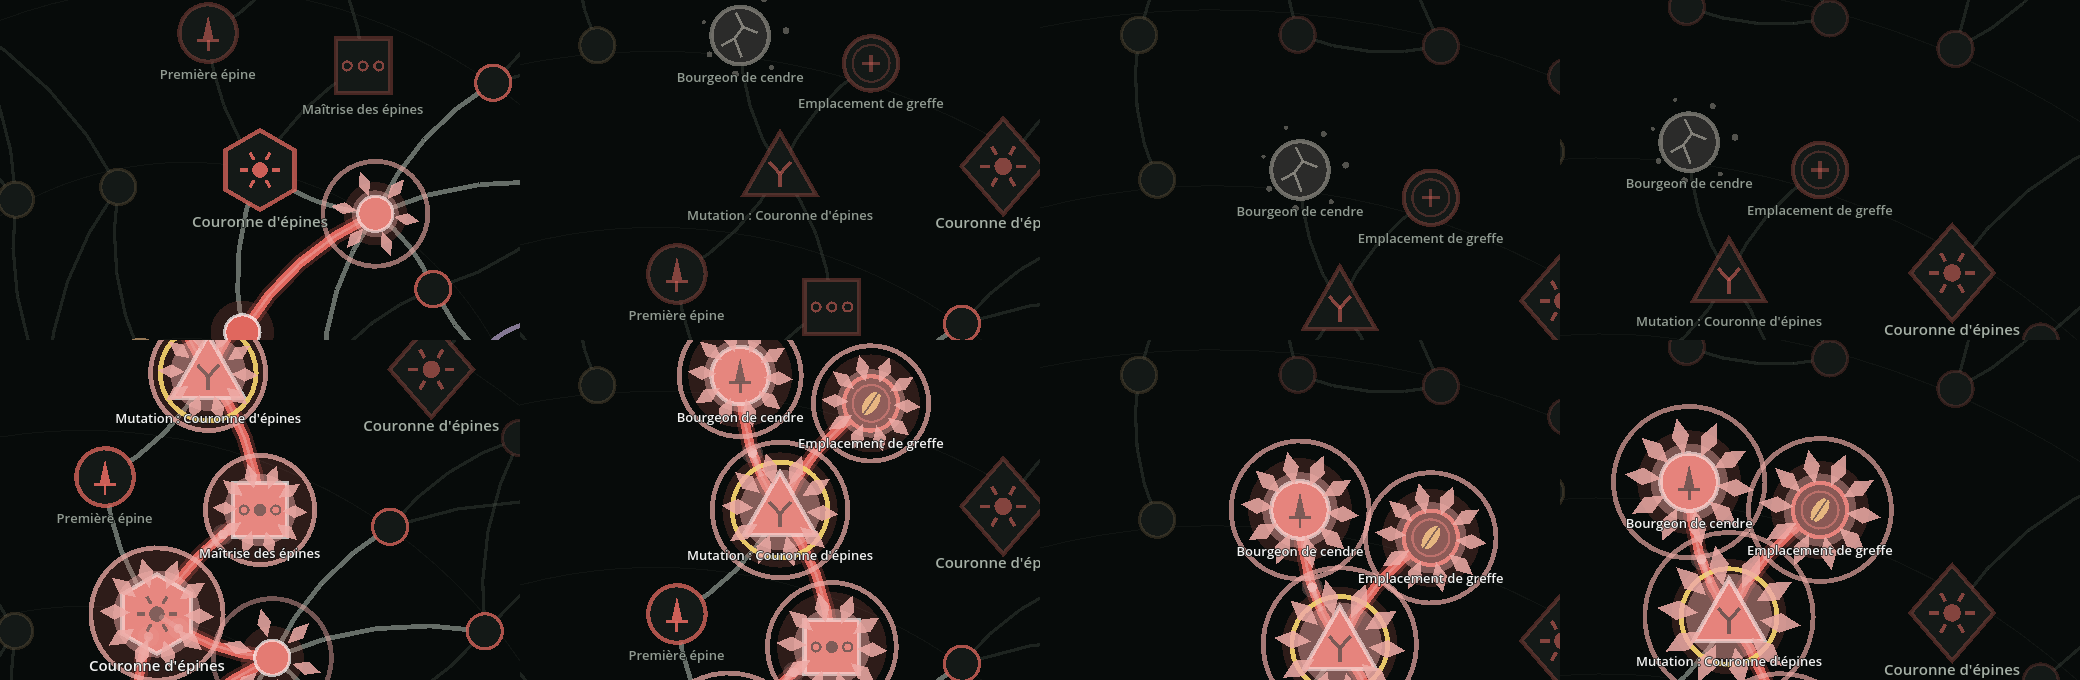 Première épine
Maîtrise des épines
Couronne d'épines
Bourgeon de cendre
Emplacement de greffe
Mutation : Couronne d'épines
Couronne d'ép
Première épine
Bourgeon de cendre
Emplacement de greffe
Bourgeon de cendre
Emplacement de greffe
Mutation : Couronne d'épines
Couronne d'épines
Mutation : Couronne d'épines
Couronne d'épines
Première épine
Maîtrise des épines
Couronne d'épines
Bourgeon de cendre
Emplacement de greffe
Mutation : Couronne d'épines
Couronne d'ép
Première épine
Bourgeon de cendre
Emplacement de greffe
Bourgeon de cendre
Emplacement de greffe
Mutation : Couronne d'épines
Couronne d'épines